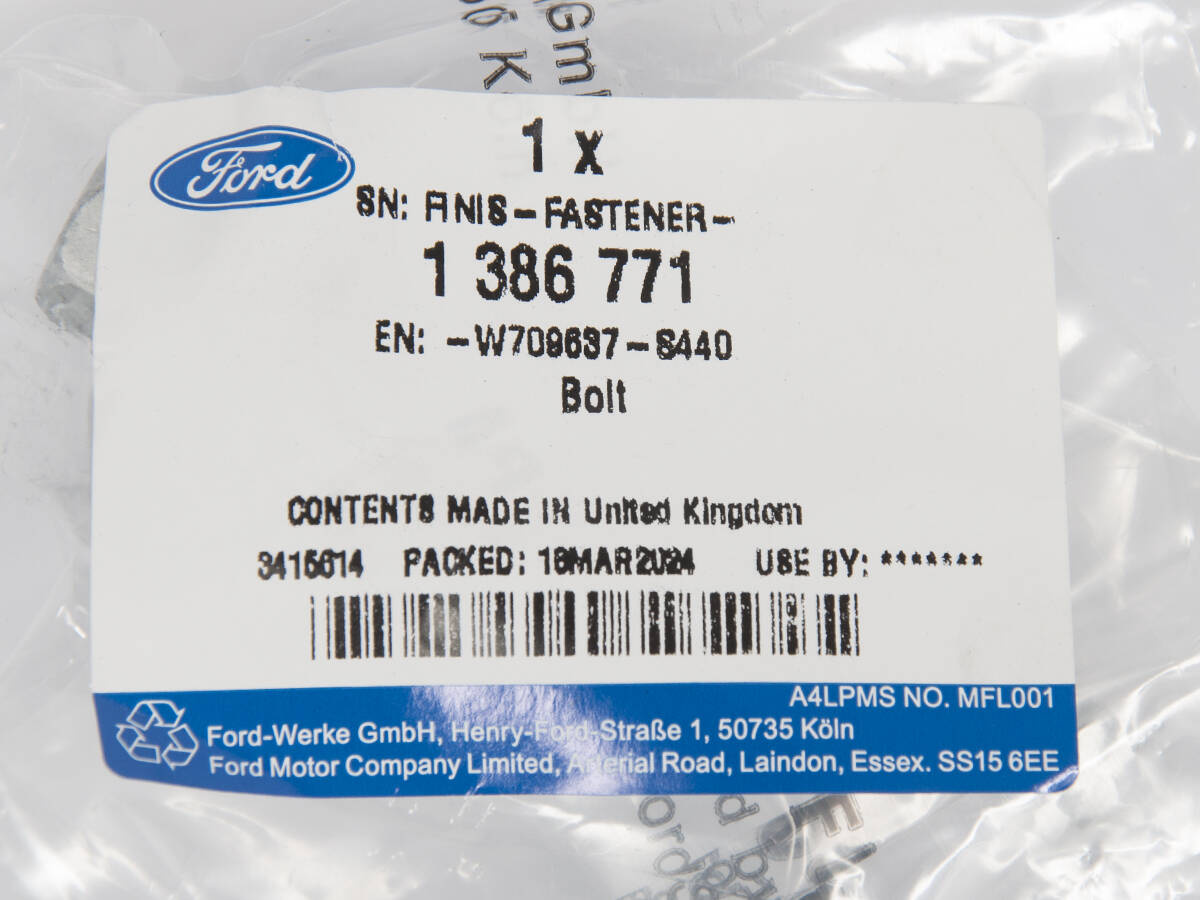 Ford
1 x
SN: FINIS-FASTENER-
1 386 771
EN: -W709637-S440
Bolt
CONTENTS MADE IN United Kingdom
3415614 PACKED: 18MAR2024 USE BY: *******
A4LPMS NO. MFL001
Ford-Werke GmbH, Henry-Ford-Straße 1, 50735 Köln
Ford Motor Company Limited, Arterial Road, Laindon, Essex. SS15 6EE